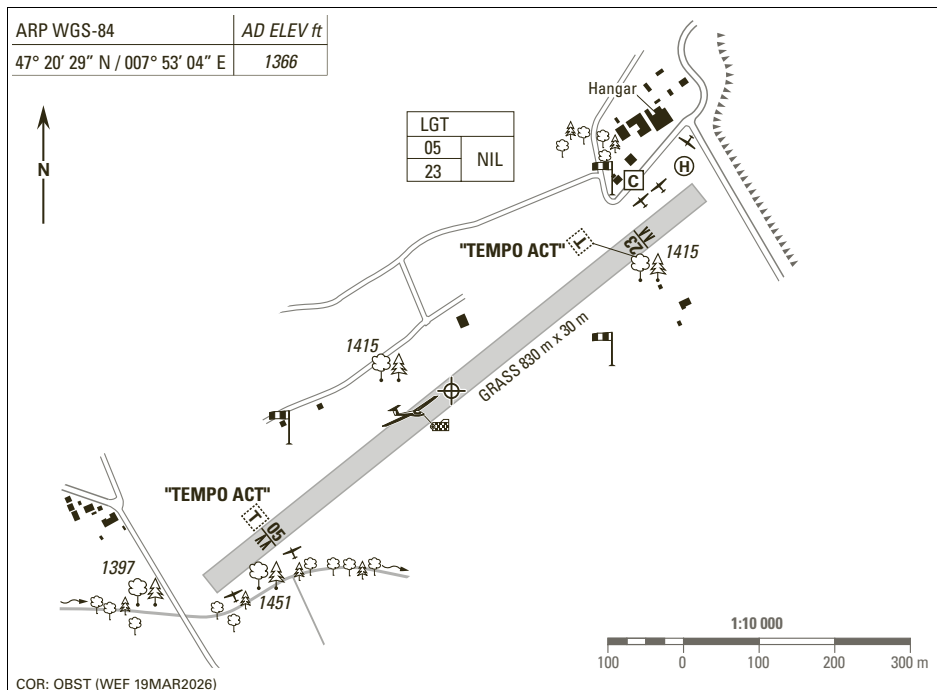 ARP WGS-84
AD ELEV ft
47° 20' 29" N / 007° 53' 04" E
1366
N
LGT
05
NIL
23
Hangar
H
C
"TEMPO ACT"
T
23
1415
1415
GRASS 830 m x 30 m
"TEMPO ACT"
T
05
1397
1451
1:10 000
100
0
100
200
300 m
COR: OBST (WEF 19MAR2026)